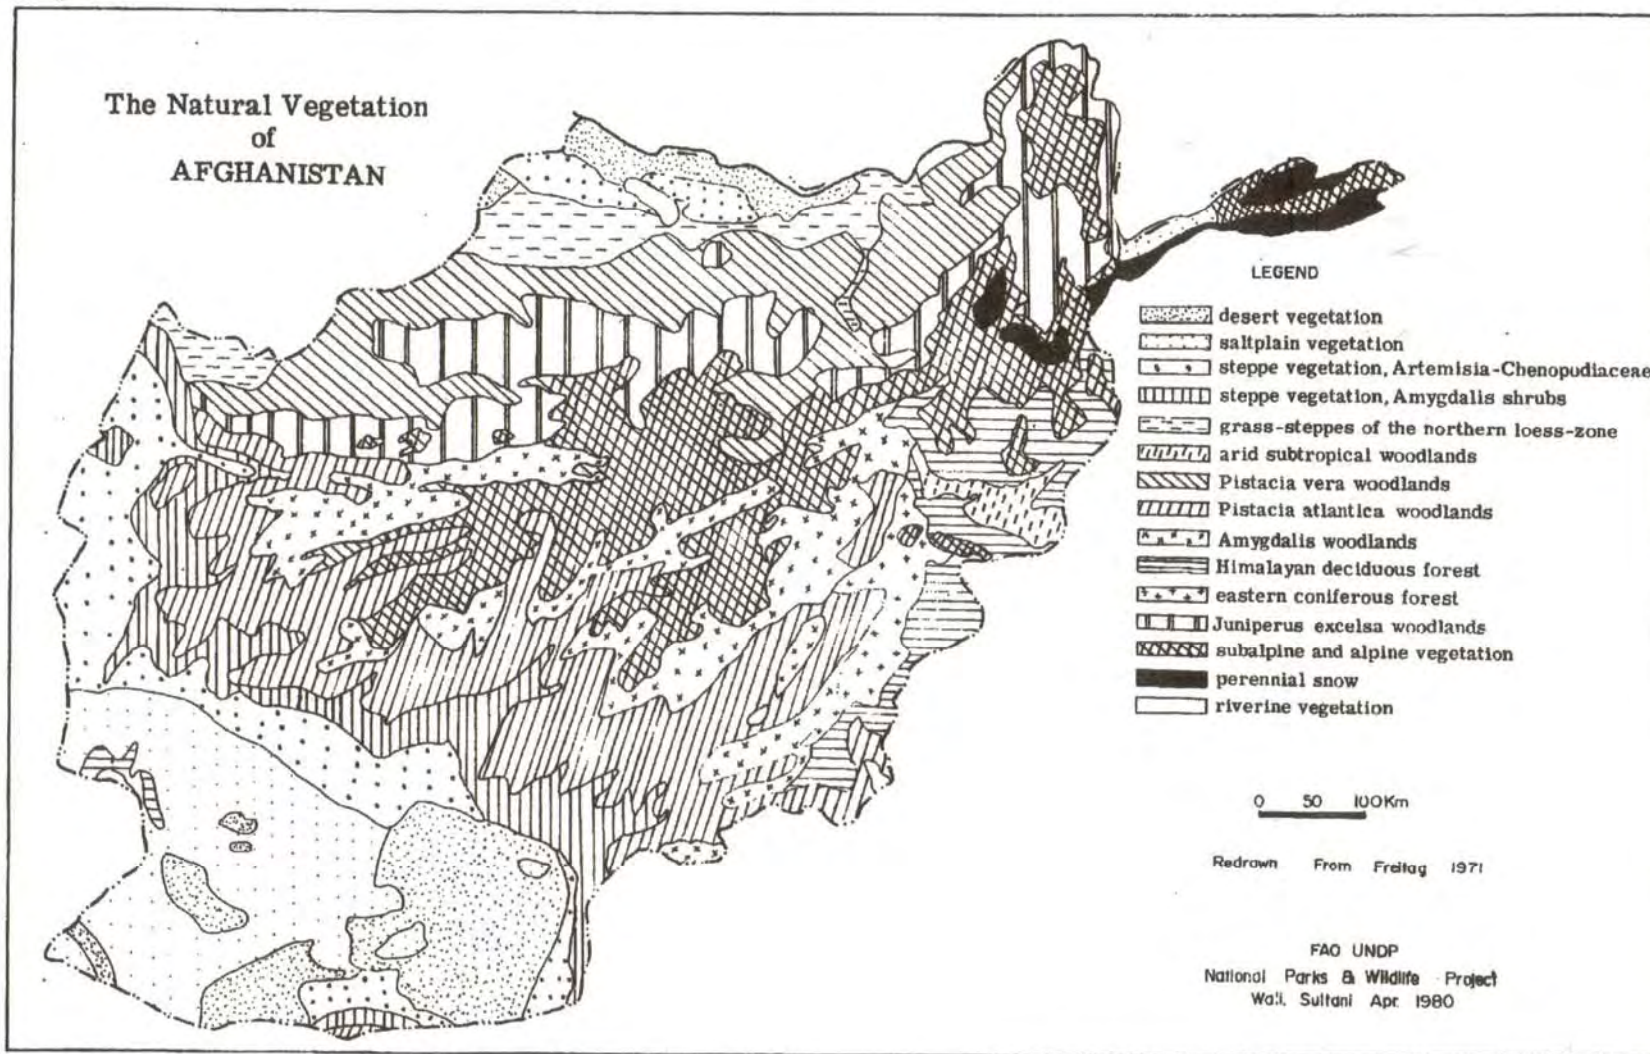 The Natural Vegetation
of
AFGHANISTAN
LEGEND
desert vegetation
saltplain vegetation
steppe vegetation, Artemisia-Chenopudiaceae
steppe vegetation, Amygdalis shrubs
grass-steppes of the northern loess-zone
arid subtropical woodlands
Pistacia vera woodlands
Pistacia atlantica woodlands
Amygdalis woodlands
Himalayan deciduous forest
eastern coniferous forest
Juniperus excelsa woodlands
subalpine and alpine vegetation
perennial snow
riverine vegetation
0 50 100Km
Redrawn From Freitag 1971
FAO UNDP
National Parks & Wildlife Project
Wali. Sultani Apr. 1980